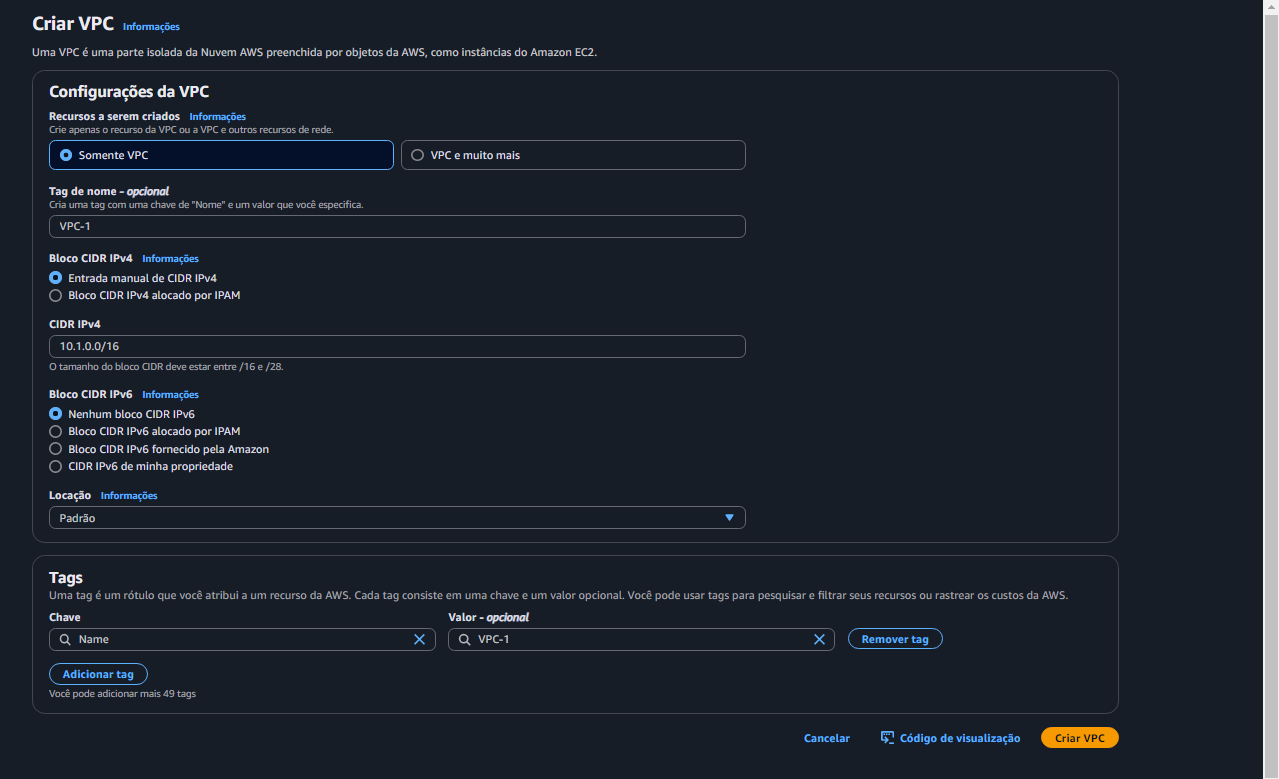 Criar VPC Informações
Uma VPC é uma parte isolada da Nuvem AWS preenchida por objetos da AWS, como instâncias do Amazon EC2.
Configurações da VPC
Recursos a serem criados Informações
Crie apenas o recurso da VPC ou a VPC e outros recursos de rede.
Somente VPC VPC e muito mais
Tag de nome - opcional
Cria uma tag com uma chave de "Nome" e um valor que você especifica.
VPC-1
Bloco CIDR IPv4 Informações
Entrada manual de CIDR IPv4
Bloco CIDR IPv4 alocado por IPAM
CIDR IPv4
10.1.0.0/16
O tamanho do bloco CIDR deve estar entre /16 e /28.
Bloco CIDR IPv6 Informações
Nenhum bloco CIDR IPv6
Bloco CIDR IPv6 alocado por IPAM
Bloco CIDR IPv6 fornecido pela Amazon
CIDR IPv6 de minha propriedade
Locação Informações
Padrão
Tags
Uma tag é um rótulo que você atribui a um recurso da AWS. Cada tag consiste em uma chave e um valor opcional. Você pode usar tags para pesquisar e filtrar seus recursos ou rastrear os custos da AWS.
Chave Valor - opcional
Name VPC-1 Remover tag
Adicionar tag
Você pode adicionar mais 49 tags
Cancelar Código de visualização Criar VPC